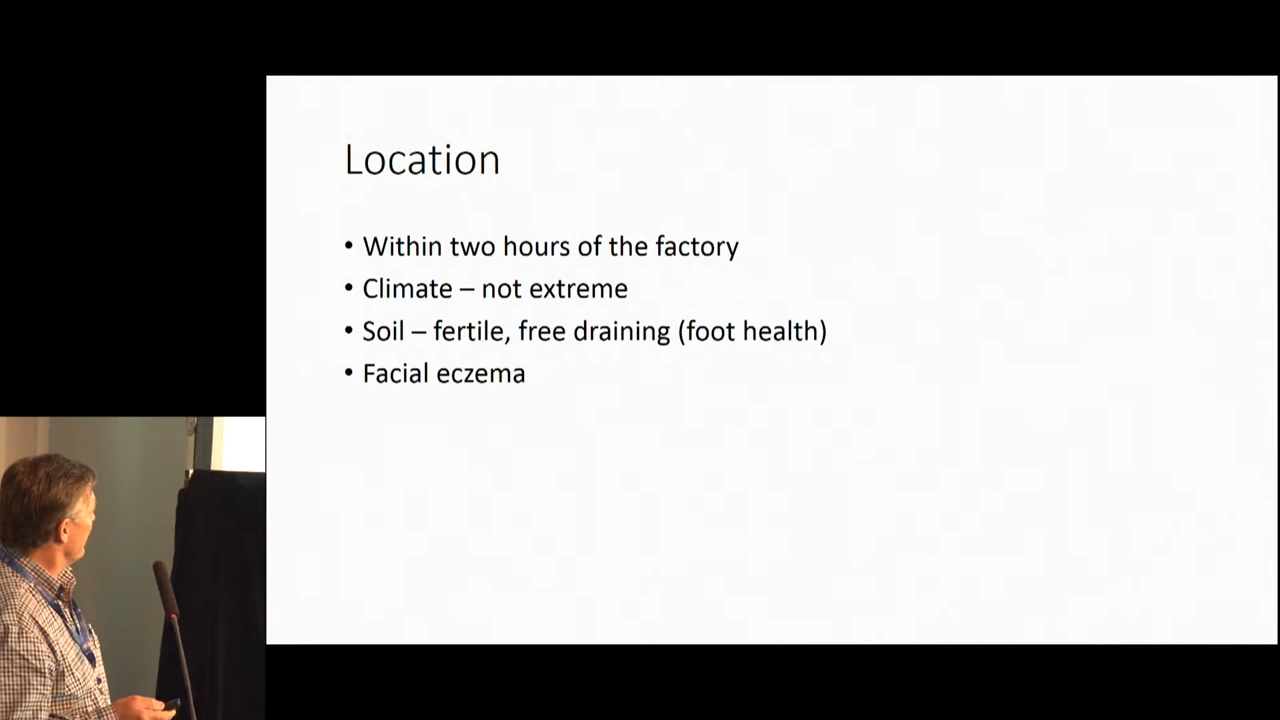 Location
• Within two hours of the factory
• Climate – not extreme
• Soil – fertile, free draining (foot health)
• Facial eczema